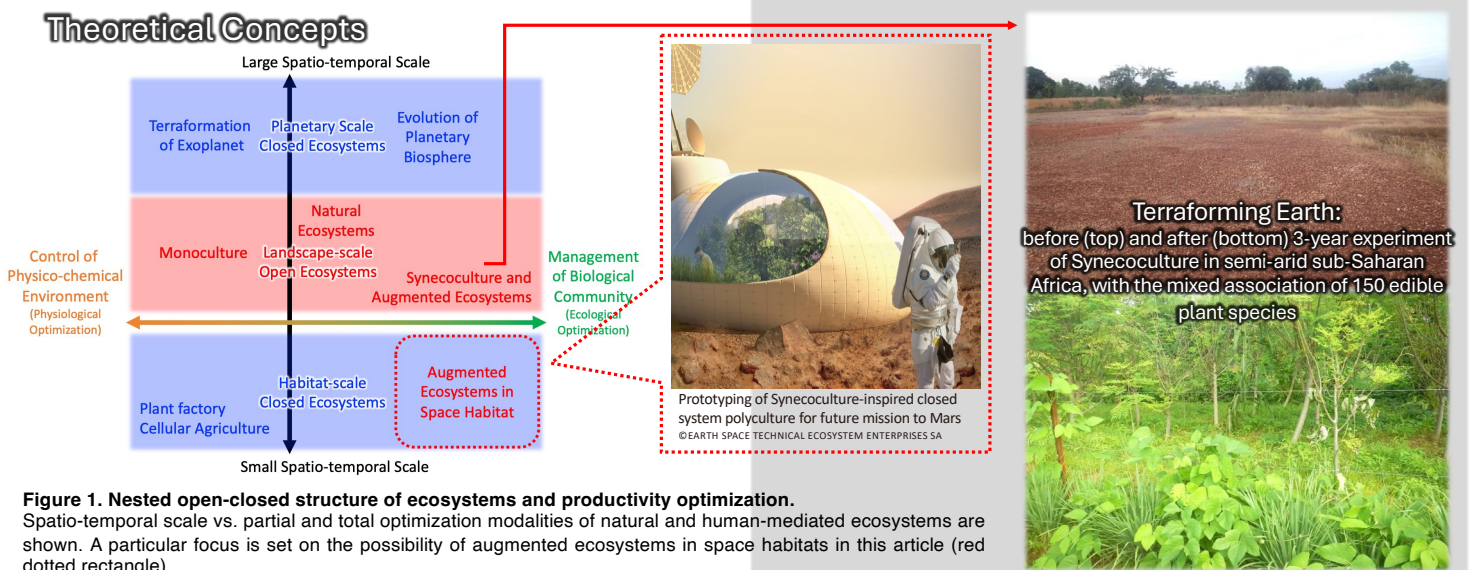 Theoretical Concepts
Large Spatio-temporal Scale
Terraformation
of Exoplanet
Planetary Scale
Closed Ecosystems
Evolution of
Planetary
Biosphere
Natural
Ecosystems
Monoculture
Landscape-scale
Open Ecosystems
Synecoculture and
Augmented Ecosystems
Control of
Physico-chemical
Environment
(Physiological
Optimization)
Management
of Biological
Community
(Ecological
Optimization)
Habitat-scale
Closed Ecosystems
Plant factory
Cellular Agriculture
Augmented
Ecosystems in
Space Habitat
Small Spatio-temporal Scale
Prototyping of Synecoculture-inspired closed
system polyculture for future mission to Mars
©EARTH SPACE TECHNICAL ECOSYSTEM ENTERPRISES SA
Terraforming Earth:
before (top) and after (bottom) 3-year experiment
of Synecoculture in semi-arid sub-Saharan
Africa, with the mixed association of 150 edible
plant species
Figure 1. Nested open-closed structure of ecosystems and productivity optimization.
Spatio-temporal scale vs. partial and total optimization modalities of natural and human-mediated ecosystems are
shown. A particular focus is set on the possibility of augmented ecosystems in space habitats in this article (red
dotted rectangle)